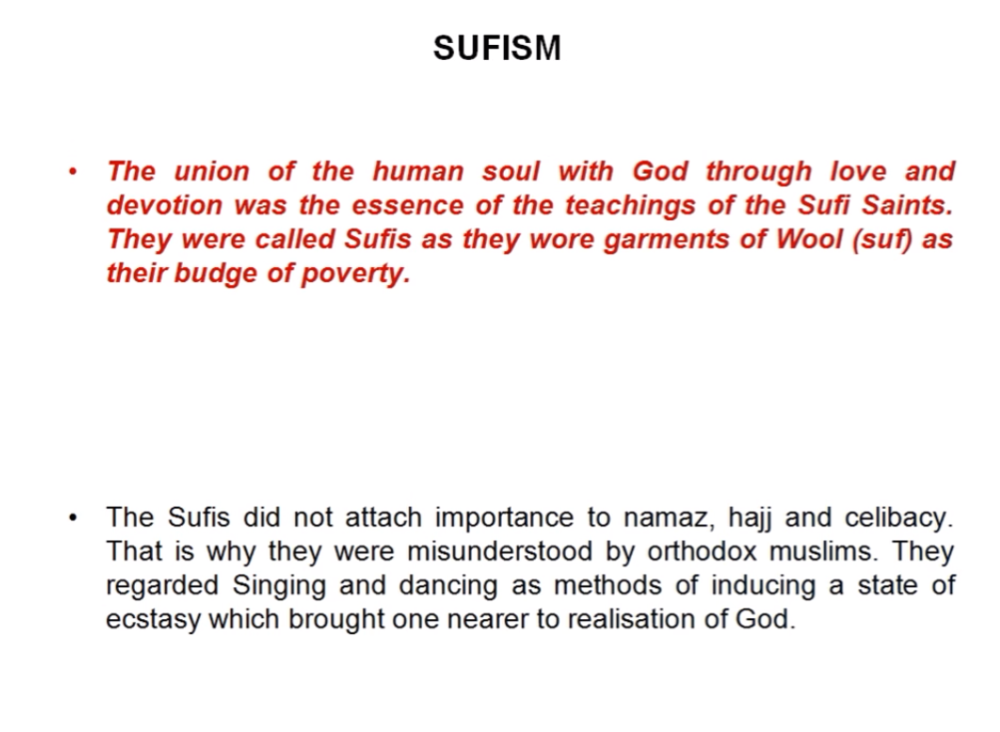 SUFISM
• The union of the human soul with God through love and
devotion was the essence of the teachings of the Sufi Saints.
They were called Sufis as they wore garments of Wool (suf) as
their budge of poverty.
• The Sufis did not attach importance to namaz, hajj and celibacy.
That is why they were misunderstood by orthodox muslims. They
regarded Singing and dancing as methods of inducing a state of
ecstasy which brought one nearer to realisation of God.